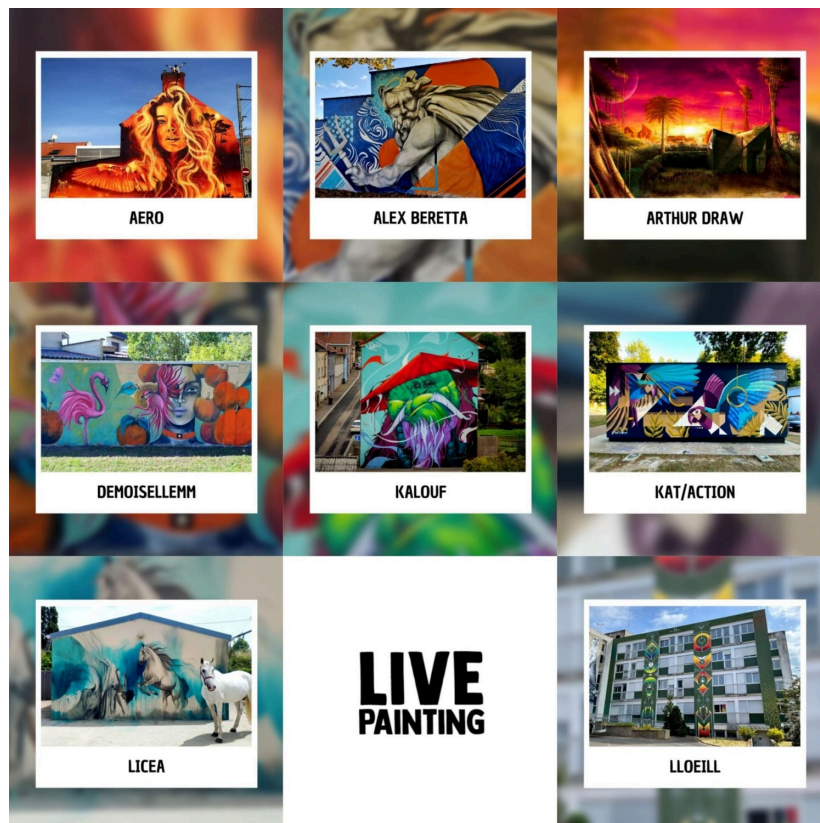 AERO
ALEX BERETTA
ARTHUR DRAW
DEMOISELLEMM
KALOUF
KAT/ACTION
LICEA
LIVE
PAINTING
LLOEILL